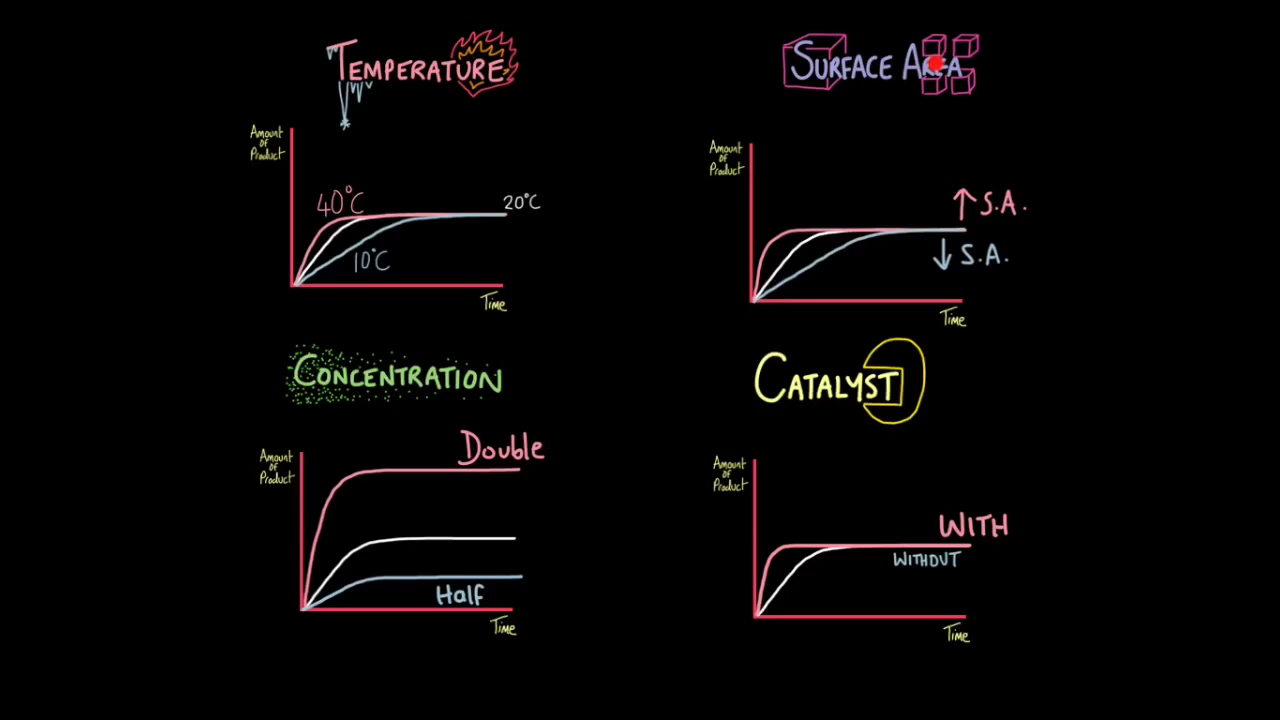 TEMPERATURE
Amount
of
Product
40°C
20°C
10°C
Time
SURFACE AREA
Amount
of
Product
↑ S.A.
↓ S.A.
Time
CONCENTRATION
Amount
of
Product
Double
Half
Time
CATALYST
Amount
of
Product
WITH
WITHOUT
Time